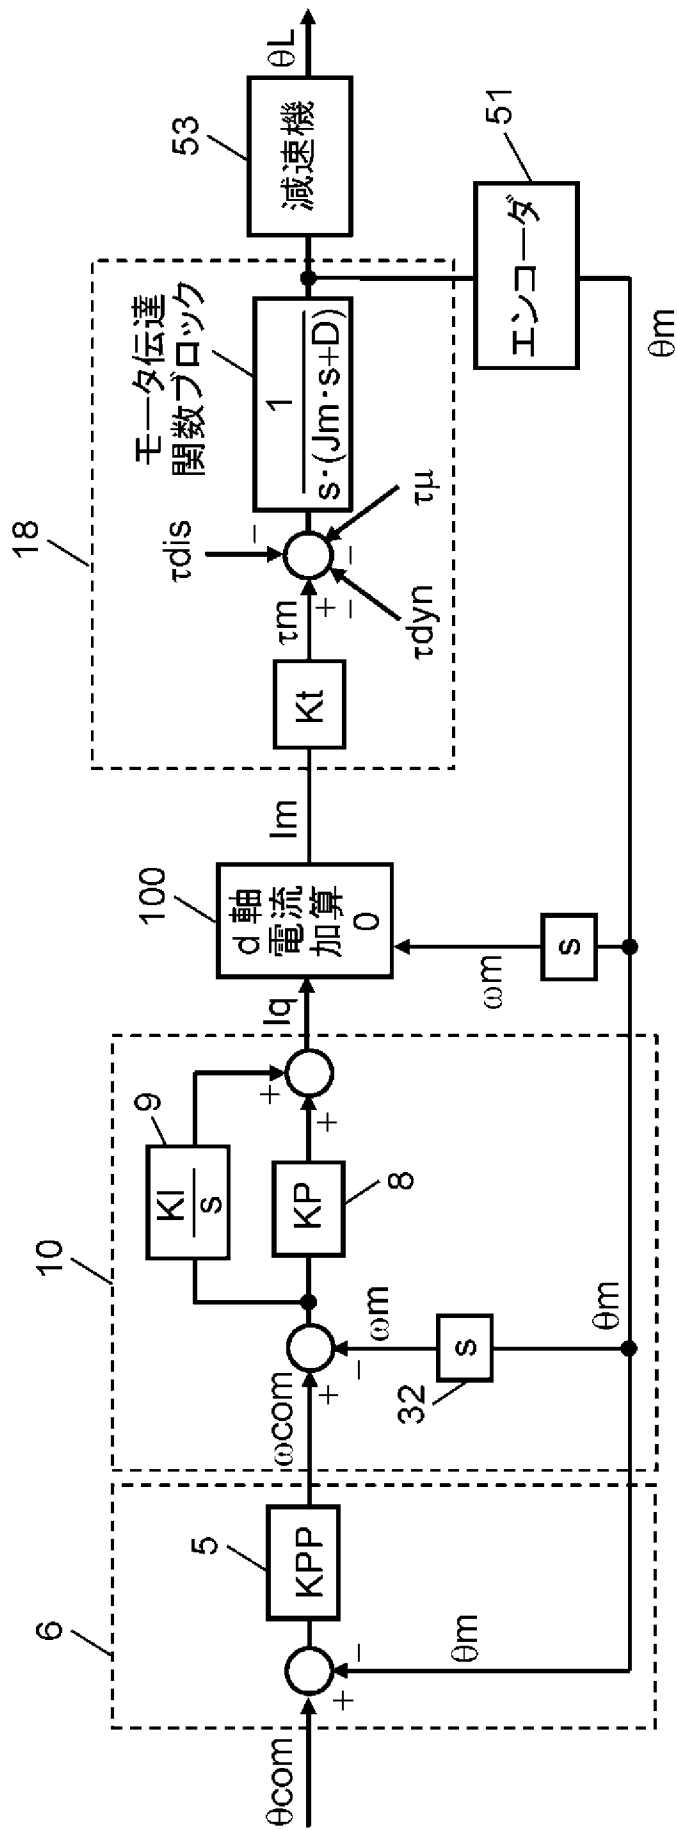 θcom
+
−
θm
6
5
KPP
ωcom
10
+
−
ωm
32
s
θm
9
KI
s
KP
8
+
+
Iq
100
d軸
電流
加算
0
ωm
s
Im
18
Kt
τm
+
−
−
−
τdis
τdyn
τμ
モータ伝達
関数ブロック
1
s·(Jm·s+D)
53
減速機
θL
51
エンコーダ
θm